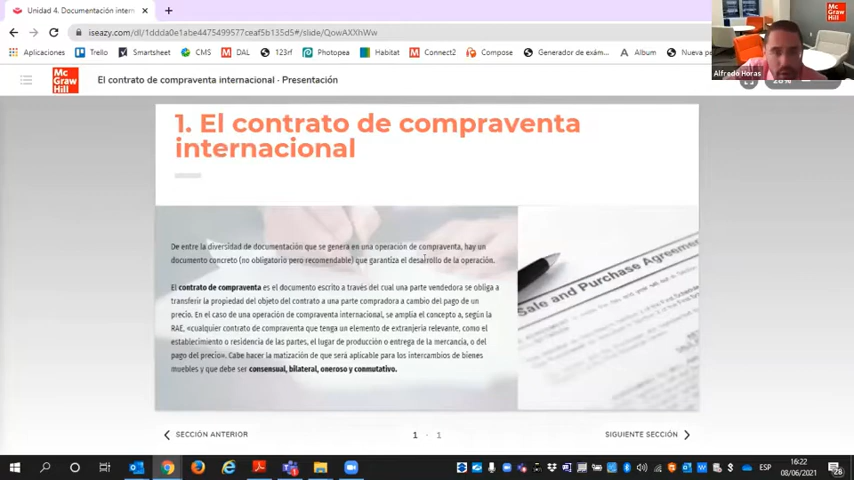 Unidad 4. Documentación intern
iseazy.com/dl/1ddda0e1abe4475499577ceaf5b135d5#/slide/QowAXXhWw
Aplicaciones Trello Smartsheet CMS DAL 123rf Photopea Habitat Connect2 Compose Generador de exám... Album Nueva pe
Mc Graw Hill
Alfredo Horas
Mc Graw Hill
El contrato de compraventa internacional - Presentación
1. El contrato de compraventa
internacional
De entre la diversidad de documentación que se genera en una operación de compraventa, hay un
documento concreto (no obligatorio pero recomendable) que garantiza el desarrollo de la operación.
El contrato de compraventa es el documento escrito a través del cual una parte vendedora se obliga a
transferir la propiedad del objeto del contrato a una parte compradora a cambio del pago de un
precio. En el caso de una operación de compraventa internacional, se amplía el concepto a, según la
RAE, «cualquier contrato de compraventa que tenga un elemento de extranjería relevante, como el
establecimiento o residencia de las partes, el lugar de producción o entrega de la mercancía, o del
pago del precio». Cabe hacer la matización de que será aplicable para los intercambios de bienes
muebles y que debe ser consensual, bilateral, oneroso y conmutativo.
Sale and Purchase Agreemen
SECCIÓN ANTERIOR
1 - 1
SIGUIENTE SECCIÓN
ESP
16:22
08/06/2021